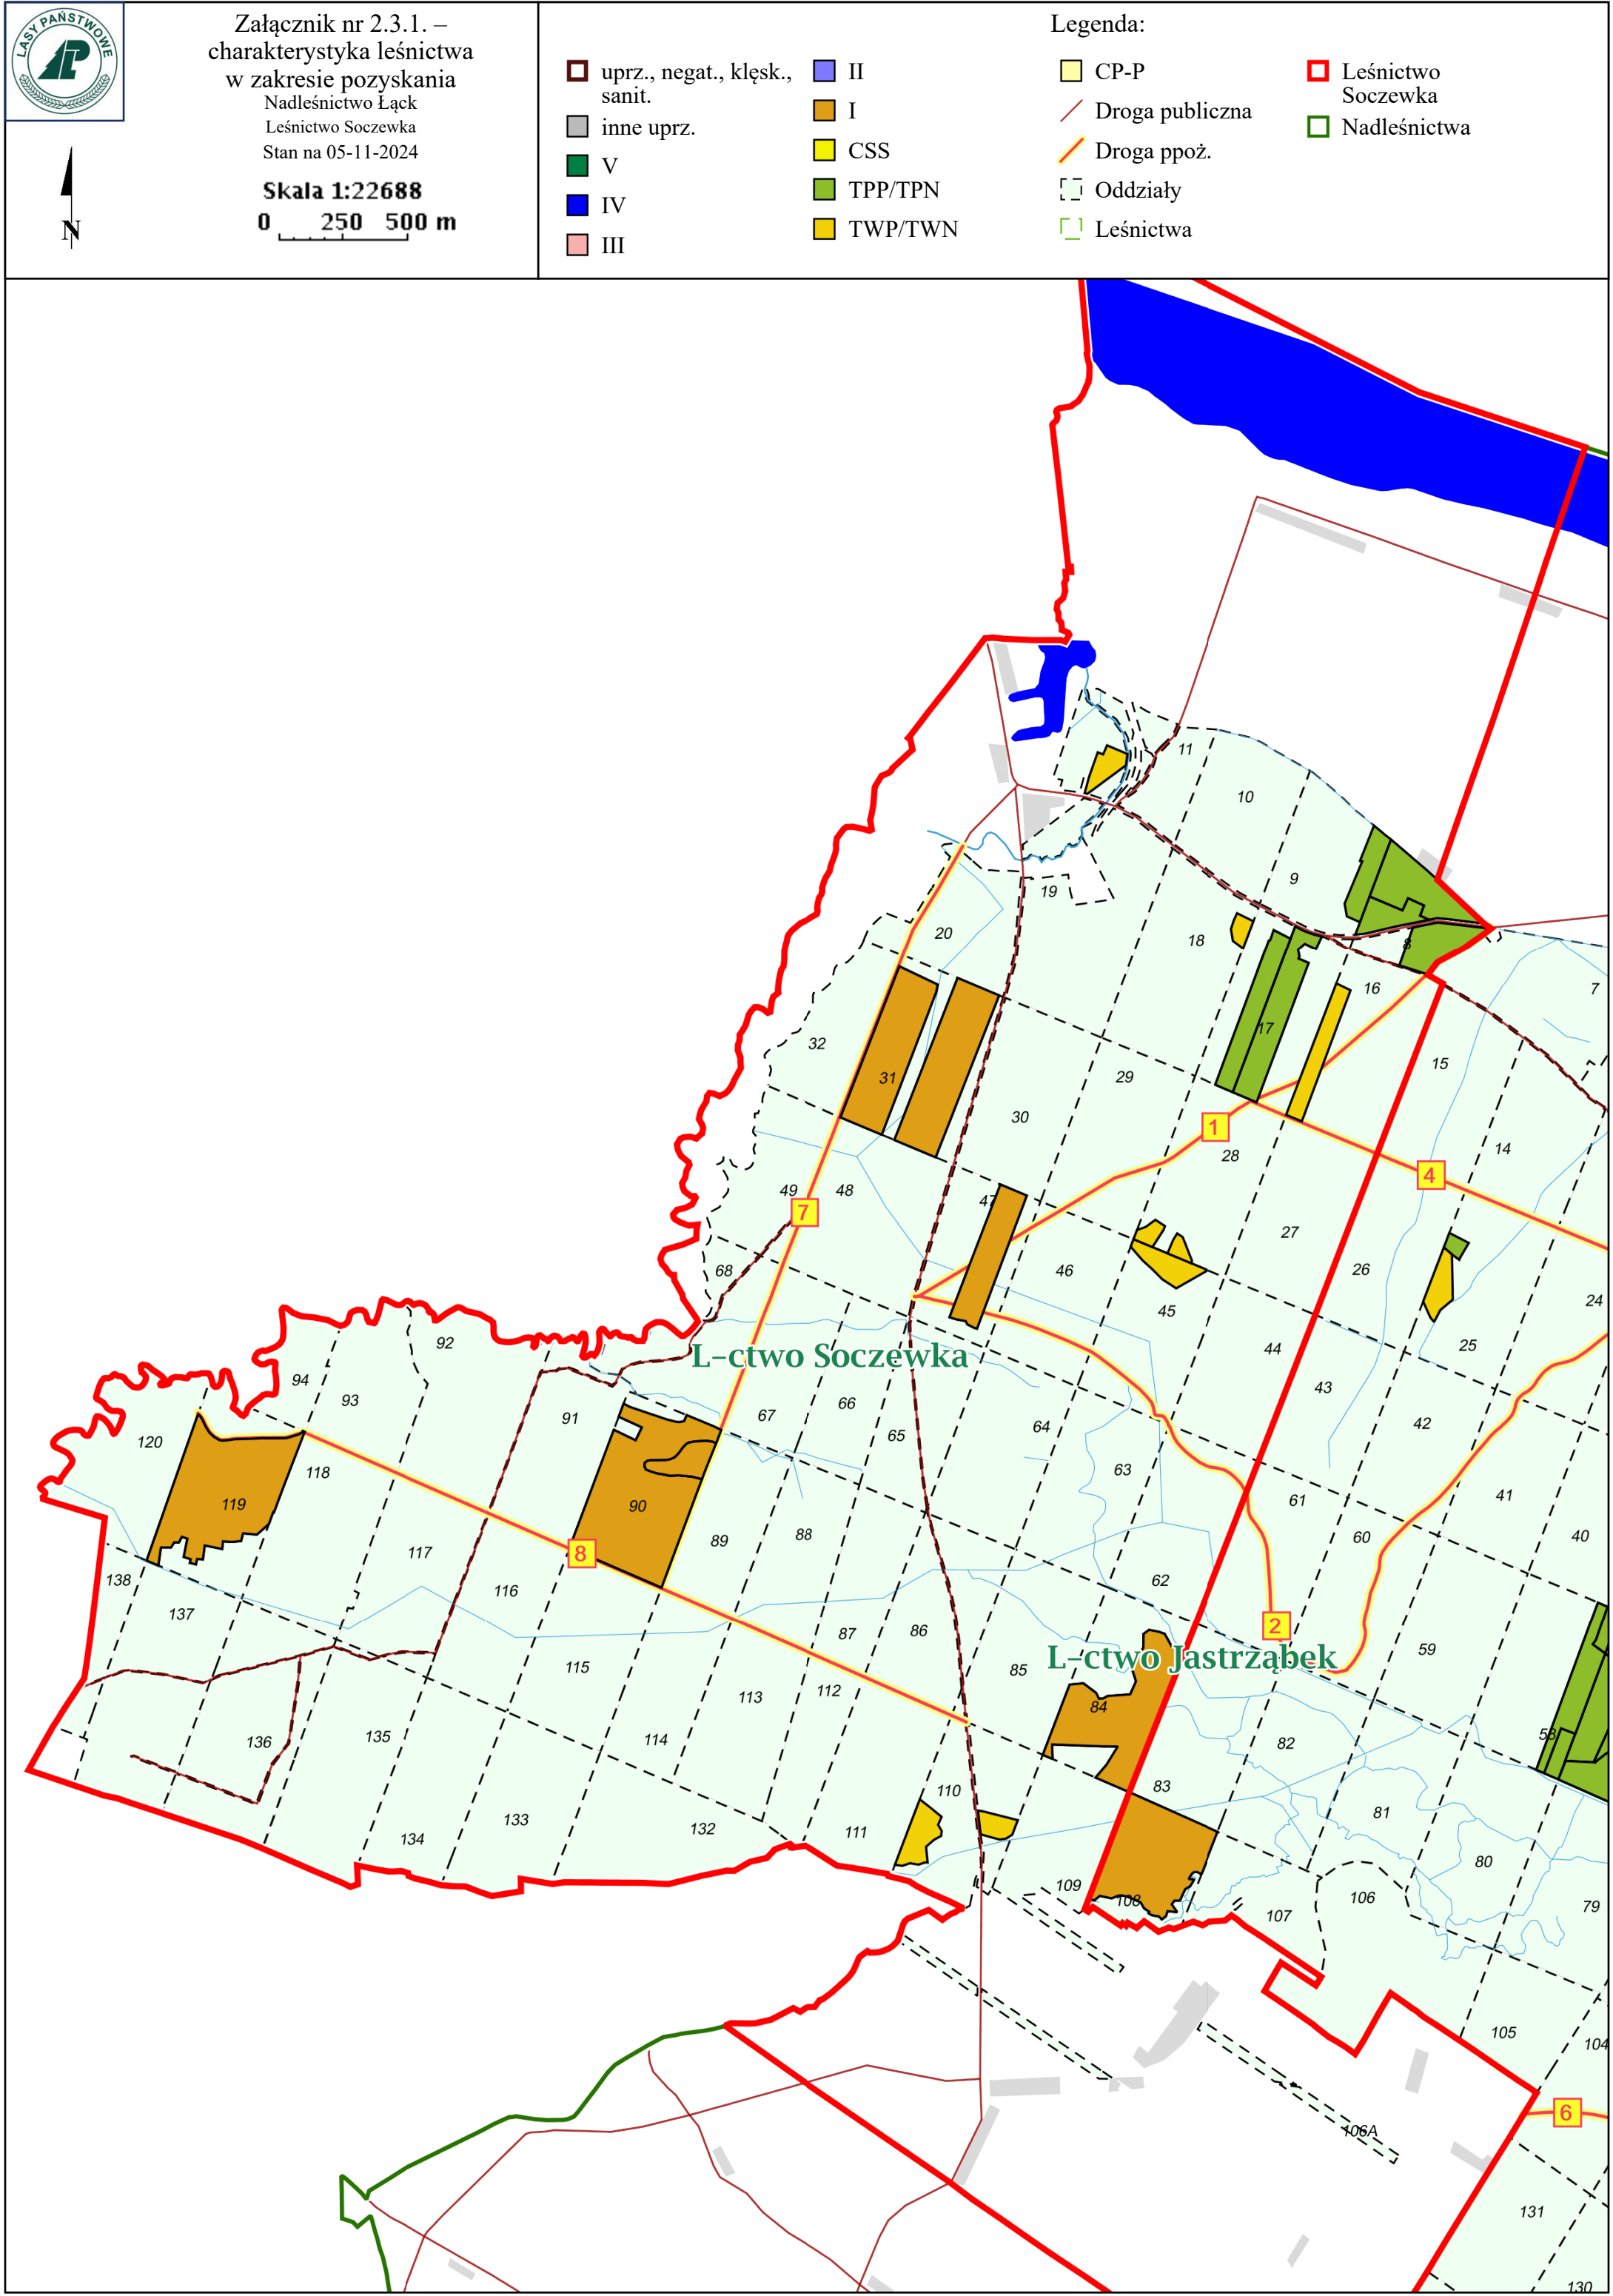 LASY PAŃSTWOWE
Załącznik nr 2.3.1. –
charakterystyka leśnictwa
w zakresie pozyskania
Nadleśnictwo Łąck
Leśnictwo Soczewka
Stan na 05-11-2024
Skala 1:22688
0 250 500 m
N
Legenda:
uprz., negat., klęsk.,
sanit.
inne uprz.
V
IV
III
II
I
CSS
TPP/TPN
TWP/TWN
CP-P
Droga publiczna
Droga ppoż.
Oddziały
Leśnictwa
Leśnictwo
Soczewka
Nadleśnictwa
11
10
9
19
20
18
8
16
7
17
32
31
29
15
30
1
28
14
4
49
48
47
7
27
68
46
26
45
24
92
25
L-ctwo Soczewka
44
94
93
43
91
67
66
42
120
65
64
118
63
119
90
61
41
89
88
60
40
117
8
138
116
62
137
87
86
2
59
115
85
L-ctwo Jastrząbek
113
112
84
136
135
114
82
58
110
83
133
81
134
132
111
80
109
108
106
107
79
105
104
6
106A
131
130